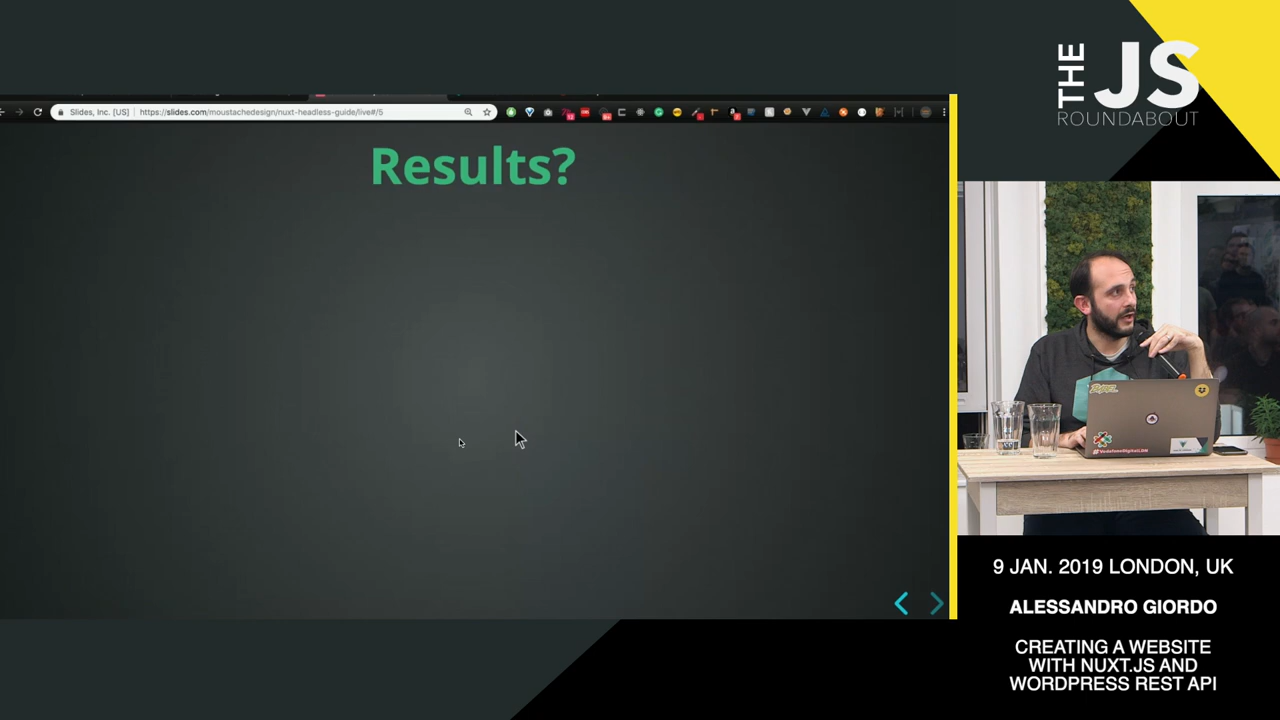 Slides, Inc. [US]
https://slides.com/moustachedesign/nuxt-headless-guide/live#/5
Results?
THE JS
ROUNDABOUT
#VodafoneDigitalJAM
9 JAN. 2019 LONDON, UK
ALESSANDRO GIORDO
CREATING A WEBSITE
WITH NUXT.JS AND
WORDPRESS REST API